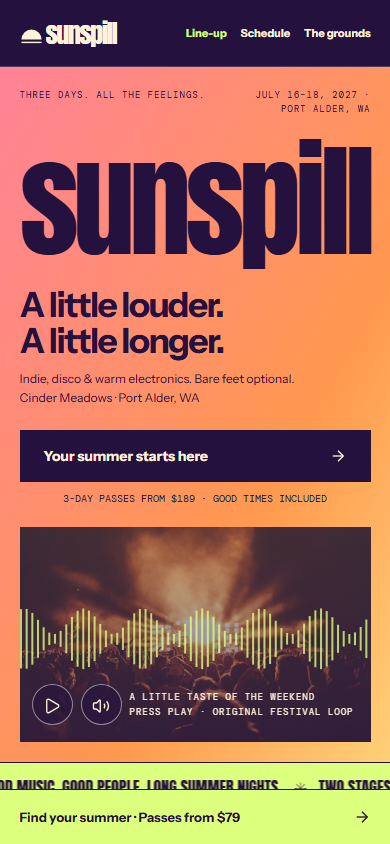 sunspill
Line-up Schedule The grounds
THREE DAYS. ALL THE FEELINGS.
JULY 16–18, 2027 ·
PORT ALDER, WA
sunspill
A little louder.
A little longer.
Indie, disco & warm electronics. Bare feet optional.
Cinder Meadows · Port Alder, WA
Your summer starts here
3-DAY PASSES FROM $189 · GOOD TIMES INCLUDED
A LITTLE TASTE OF THE WEEKEND
PRESS PLAY · ORIGINAL FESTIVAL LOOP
MUSIC. GOOD PEOPLE. LONG SUMMER NIGHTS. TWO STAGES
Find your summer · Passes from $79